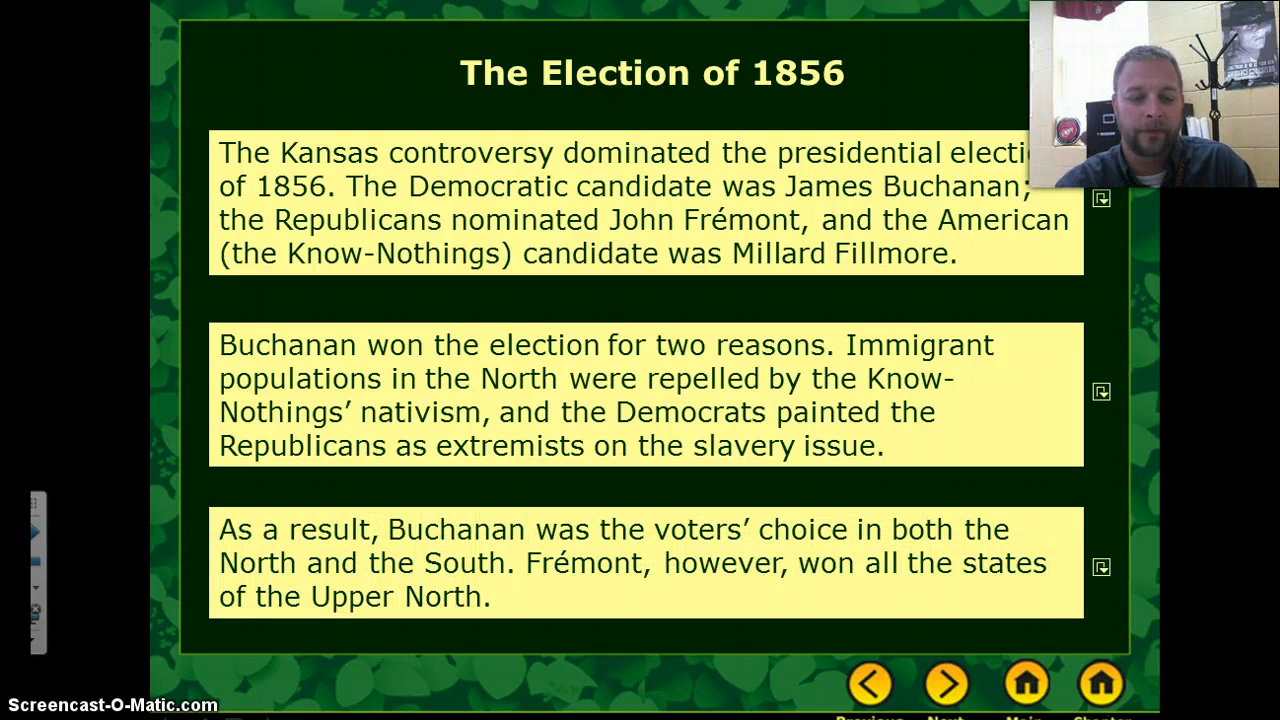 The Election of 1856
The Kansas controversy dominated the presidential electi
of 1856. The Democratic candidate was James Buchanan;
the Republicans nominated John Frémont, and the American
(the Know-Nothings) candidate was Millard Fillmore.
Buchanan won the election for two reasons. Immigrant
populations in the North were repelled by the Know-
Nothings’ nativism, and the Democrats painted the
Republicans as extremists on the slavery issue.
As a result, Buchanan was the voters’ choice in both the
North and the South. Frémont, however, won all the states
of the Upper North.
Screencast-O-Matic.com